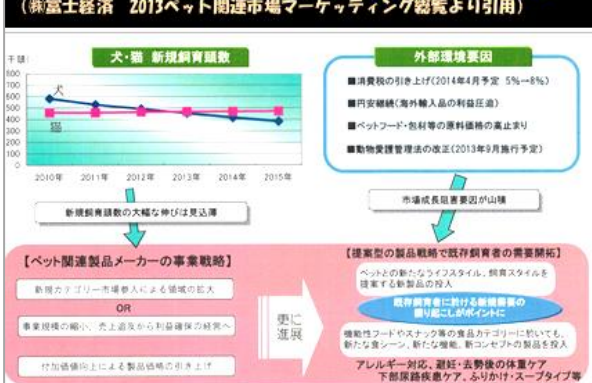 (㈱富士経済 2013ペット関連市場マーケッティング総覧より引用)
犬・猫 新規飼育頭数
千頭
800
700
600
500
400
300
200
100
0
犬
猫
2010年 2011年 2012年 2013年 2014年 2015年
新規飼育頭数の大幅な伸びは見込薄
外部環境要因
■消費税の引き上げ(2014年4月予定 5%→8%)
■円安継続(海外輸入品の利益圧迫)
■ペットフード・包材等の原料価格の高止まり
■動物愛護管理法の改正(2013年9月施行予定)
市場成長阻害要因が山積
【ペット関連製品メーカーの事業戦略】
新規カテゴリー市場参入による領域の拡大
OR
事業規模の縮小、売上追及から利益確保の経営へ
付加価値向上による製品価格の引き上げ
更に
進展
【提案型の製品戦略で既存飼育者の需要開拓】
ペットとの新たなライフスタイル、飼育スタイルを
提案する新製品の投入
既存飼育者に於ける新規需要の
掘り起こしがポイントに
機能性フードやスナック等の食品カテゴリーに於いても、
新たな食シーン、新たな機能、新コンセプトの製品を投入
アレルギー対応、避妊・去勢後の体重ケア
下部尿路疾患ケア、ふりかけ・スープタイプ等